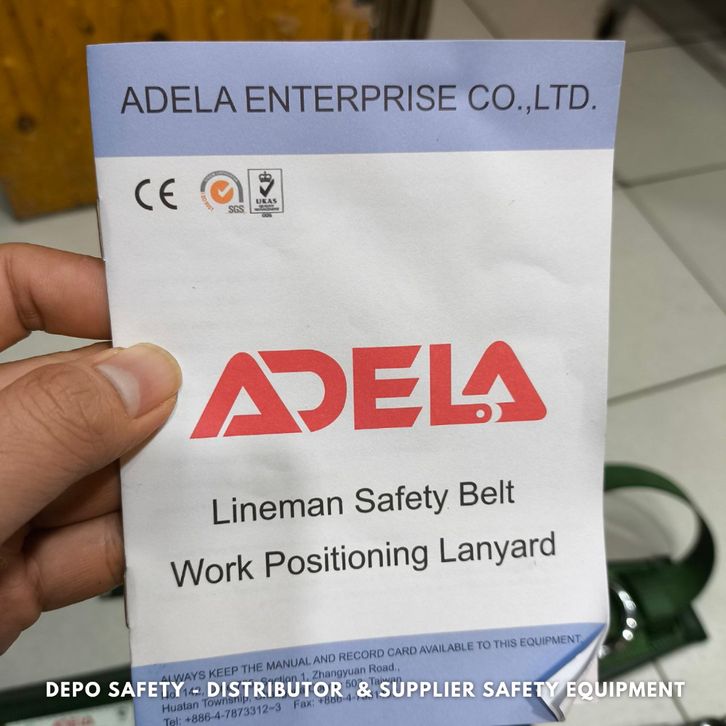 ADELA ENTERPRISE CO.,LTD.
CE
SGS
UKAS
ADELA
Lineman Safety Belt
Work Positioning Lanyard
ALWAYS KEEP THE MANUAL AND RECORD CARD AVAILABLE TO THIS EQUIPMENT.
Section 1, Zhangyuan Road.,
Huatan Township, Taiwan
Tel: +886-4-7873312~3 Fax:
DEPO SAFETY - DISTRIBUTOR & SUPPLIER SAFETY EQUIPMENT
ADELA